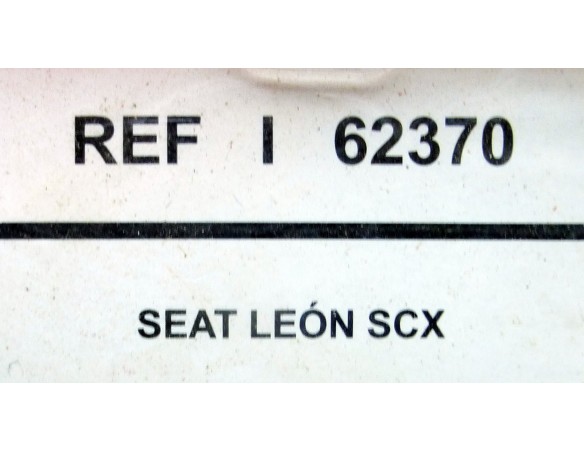 REF I 62370
SEAT LEÓN SCX